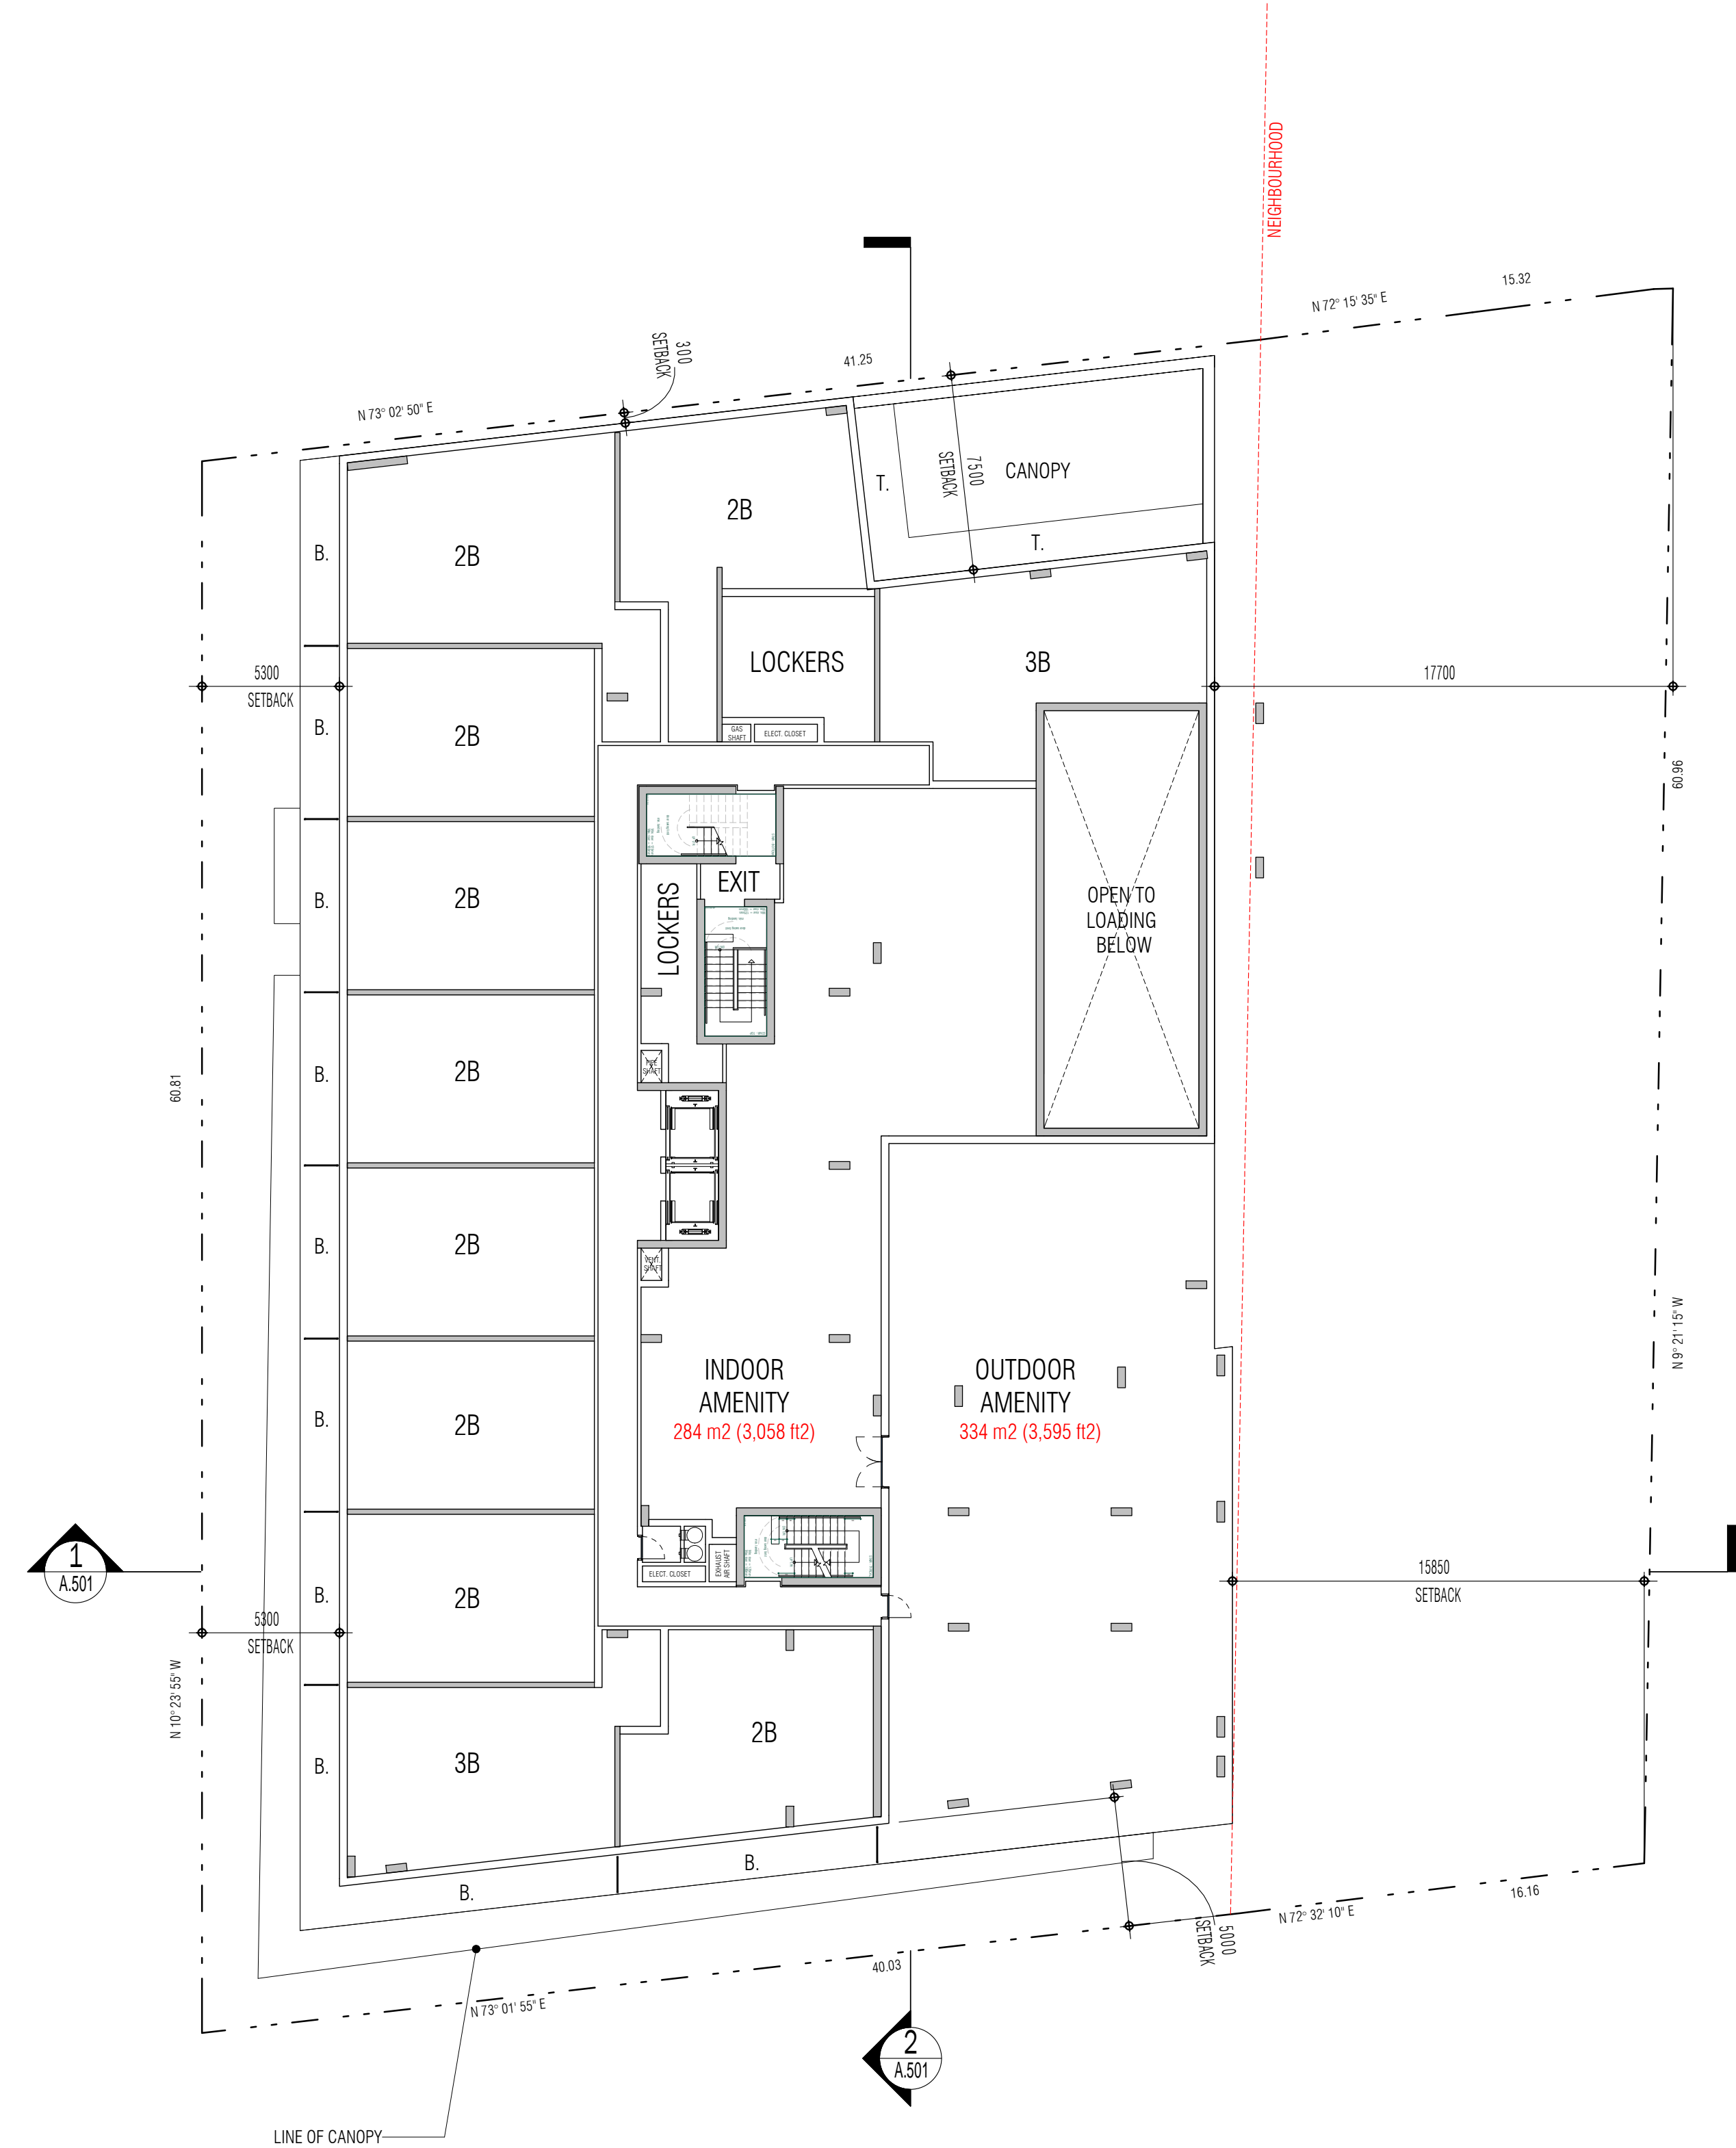 NEIGHBOURHOOD
15.32
N 72° 15' 35" E
300
SETBACK
41.25
N 73° 02' 50" E
7500
SETBACK
CANOPY
T.
2B
T.
B.
2B
LOCKERS
3B
5300
SETBACK
17700
B.
2B
GAS
SHAFT
ELECT. CLOSET
60.96
EXIT
LOCKERS
B.
2B
OPEN TO
LOADING
BELOW
60.81
B.
2B
PIPE
SHAFT
B.
2B
VENT.
SHAFT
N 9° 21' 15" W
INDOOR
AMENITY
284 m2 (3,058 ft2)
OUTDOOR
AMENITY
334 m2 (3,595 ft2)
B.
2B
1
A.501
ELECT. CLOSET
EXHAUST
AIR SHAFT
15850
SETBACK
B.
2B
5300
SETBACK
N 10° 23' 55" W
2B
B.
3B
B.
B.
16.16
N 72° 32' 10" E
5000
SETBACK
40.03
N 73° 01' 55" E
2
A.501
LINE OF CANOPY